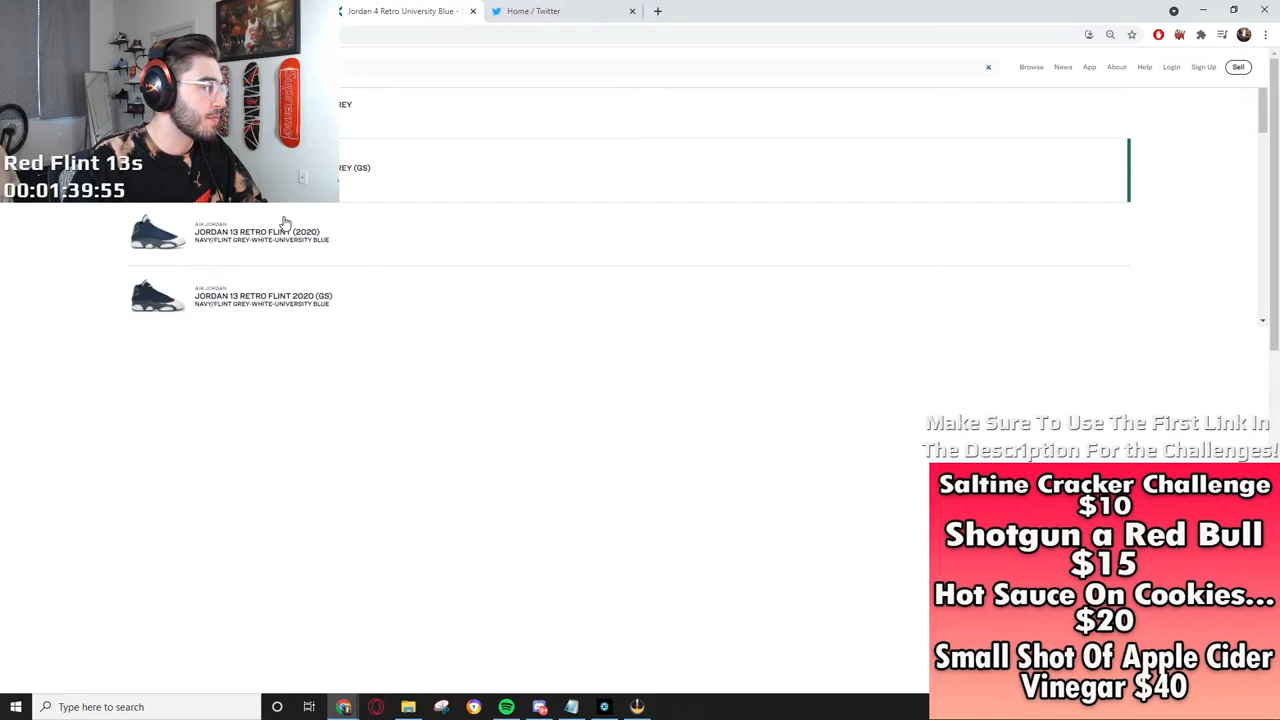 Jordan 4 Retro University Blue -
Home / Twitter
Browse News App About Help Login Sign Up Sell
REY
REY (GS)
Supreme
Red Flint 13s
00:01:39:55
AIR JORDAN
JORDAN 13 RETRO FLINT (2020)
NAVY/FLINT GREY-WHITE-UNIVERSITY BLUE
AIR JORDAN
JORDAN 13 RETRO FLINT 2020 (GS)
NAVY/FLINT GREY-WHITE-UNIVERSITY BLUE
Make Sure To Use The First Link In
The Description For the Challenges!
Saltine Cracker Challenge
$10
Shotgun a Red Bull
$15
Hot Sauce On Cookies...
$20
Small Shot Of Apple Cider
Vinegar $40
Type here to search